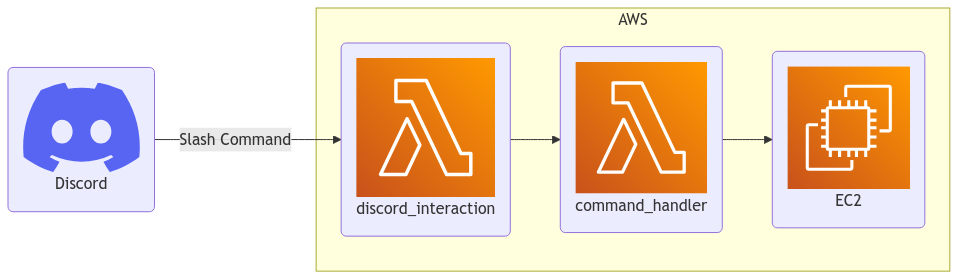 AWS
Discord
Slash Command
discord_interaction
command_handler
EC2